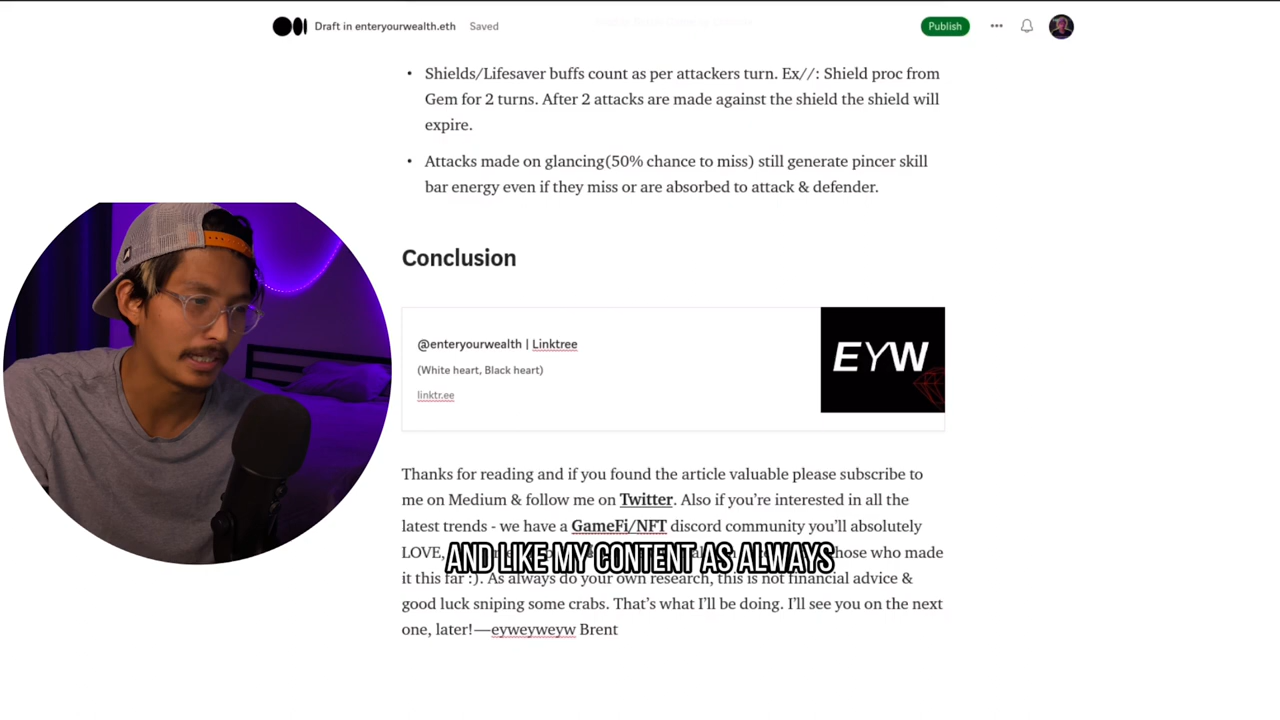 Draft in enteryourwealth.eth Saved Publish
• Shields/Lifesaver buffs count as per attackers turn. Ex//: Shield proc from
Gem for 2 turns. After 2 attacks are made against the shield the shield will
expire.
• Attacks made on glancing(50% chance to miss) still generate pincer skill
bar energy even if they miss or are absorbed to attack & defender.
Conclusion
@enteryourwealth | Linktree
(White heart, Black heart)
linktr.ee
EYW
Thanks for reading and if you found the article valuable please subscribe to
me on Medium & follow me on Twitter. Also if you're interested in all the
latest trends - we have a GameFi/NFT discord community you'll absolutely
LOVE, those who made
AND LIKE MY CONTENT AS ALWAYS
it this far :). As always do your own research, this is not financial advice &
good luck sniping some crabs. That's what I'll be doing. I'll see you on the next
one, later!—eyweyweyw Brent